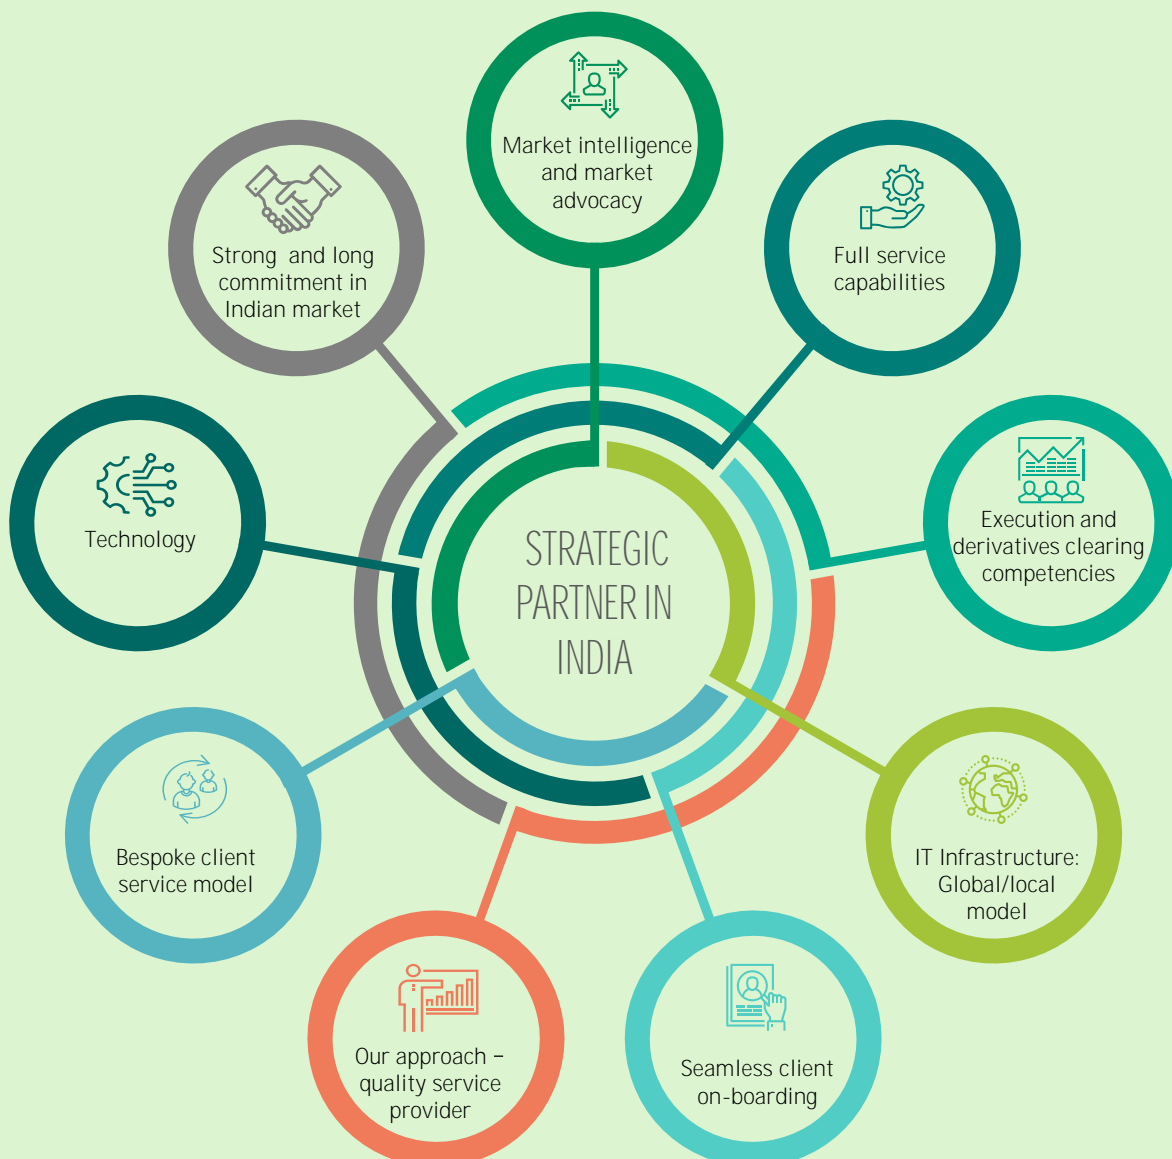 Market intelligence
and market
advocacy
Strong and long
commitment in
Indian market
Full service
capabilities
Technology
STRATEGIC
PARTNER IN
INDIA
Execution and
derivatives clearing
competencies
Bespoke client
service model
IT Infrastructure:
Global/local
model
Our approach –
quality service
provider
Seamless client
on-boarding